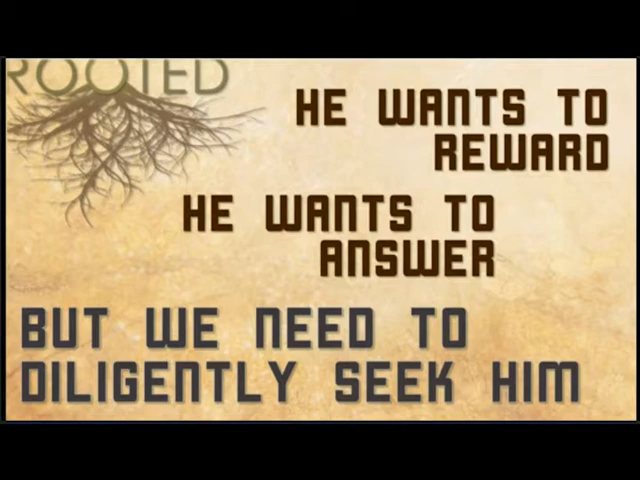 ROOTED
HE WANTS TO
REWARD
HE WANTS TO
ANSWER
BUT WE NEED TO
DILIGENTLY SEEK HIM